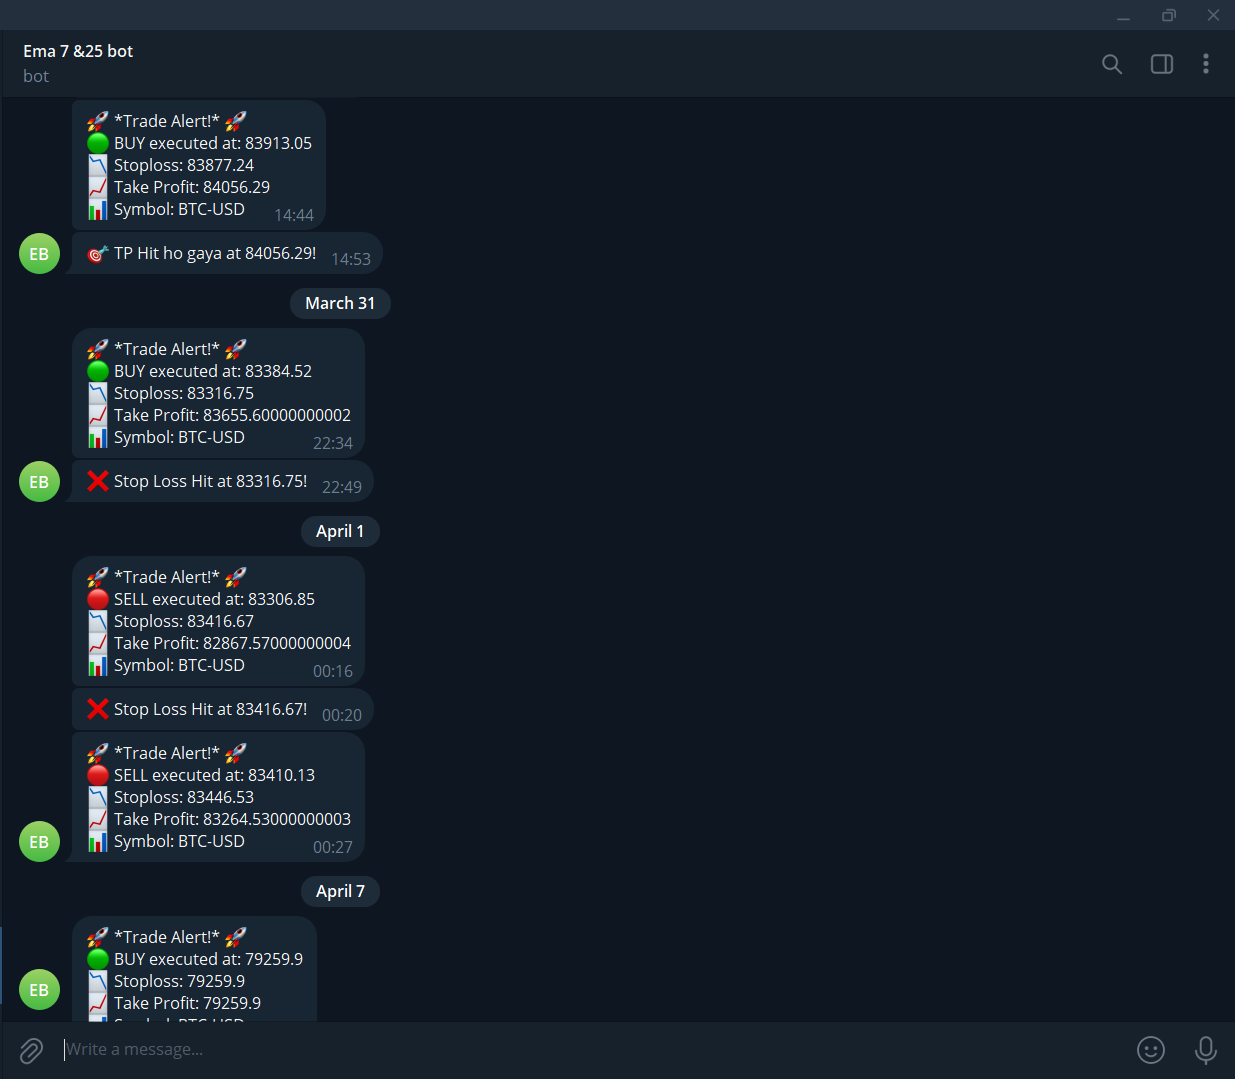 Ema 7 &25 bot
bot
🚀 *Trade Alert!* 🚀
🟢 BUY executed at: 83913.05
📉 Stoploss: 83877.24
📈 Take Profit: 84056.29
📊 Symbol: BTC-USD 14:44
EB
🎯 TP Hit ho gaya at 84056.29! 14:53
March 31
🚀 *Trade Alert!* 🚀
🟢 BUY executed at: 83384.52
📉 Stoploss: 83316.75
📈 Take Profit: 83655.60000000002
📊 Symbol: BTC-USD 22:34
EB
❌ Stop Loss Hit at 83316.75! 22:49
April 1
🚀 *Trade Alert!* 🚀
🔴 SELL executed at: 83306.85
📉 Stoploss: 83416.67
📈 Take Profit: 82867.57000000004
📊 Symbol: BTC-USD 00:16
❌ Stop Loss Hit at 83416.67! 00:20
🚀 *Trade Alert!* 🚀
🔴 SELL executed at: 83410.13
📉 Stoploss: 83446.53
📈 Take Profit: 83264.53000000003
📊 Symbol: BTC-USD 00:27
EB
April 7
🚀 *Trade Alert!* 🚀
🟢 BUY executed at: 79259.9
📉 Stoploss: 79259.9
📈 Take Profit: 79259.9
EB
Write a message...